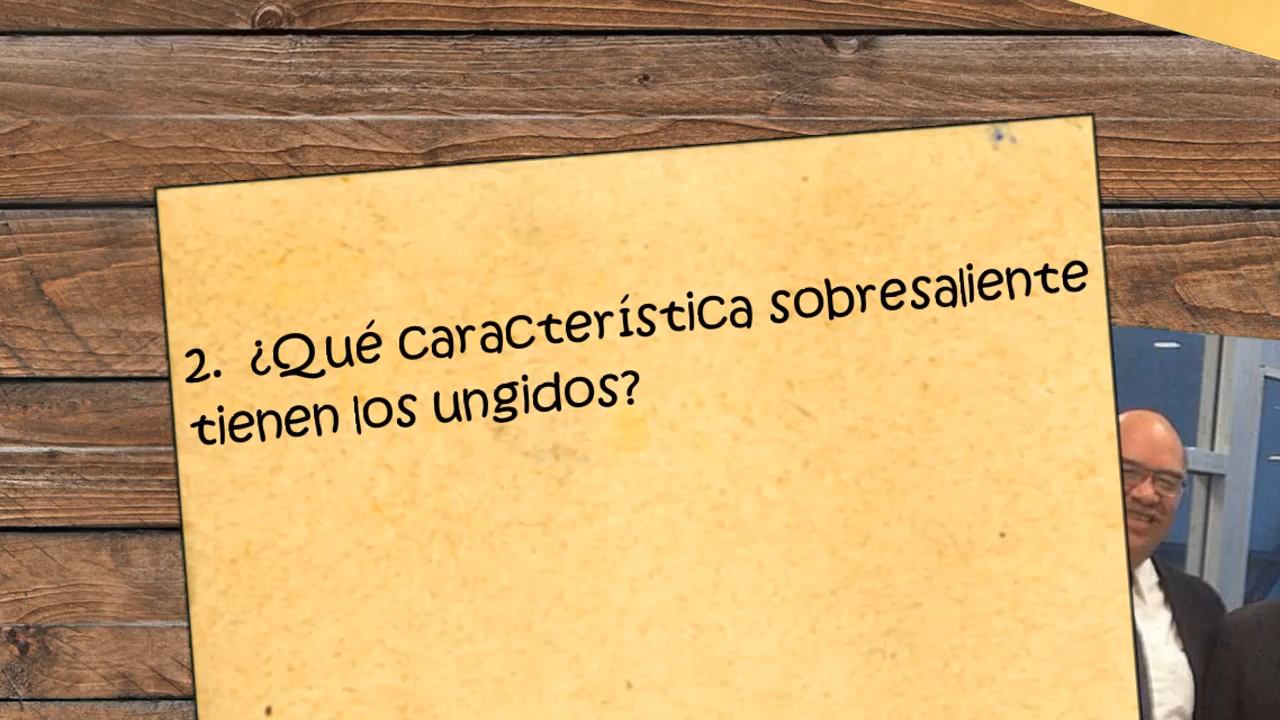 2. ¿Qué característica sobresaliente
tienen los ungidos?